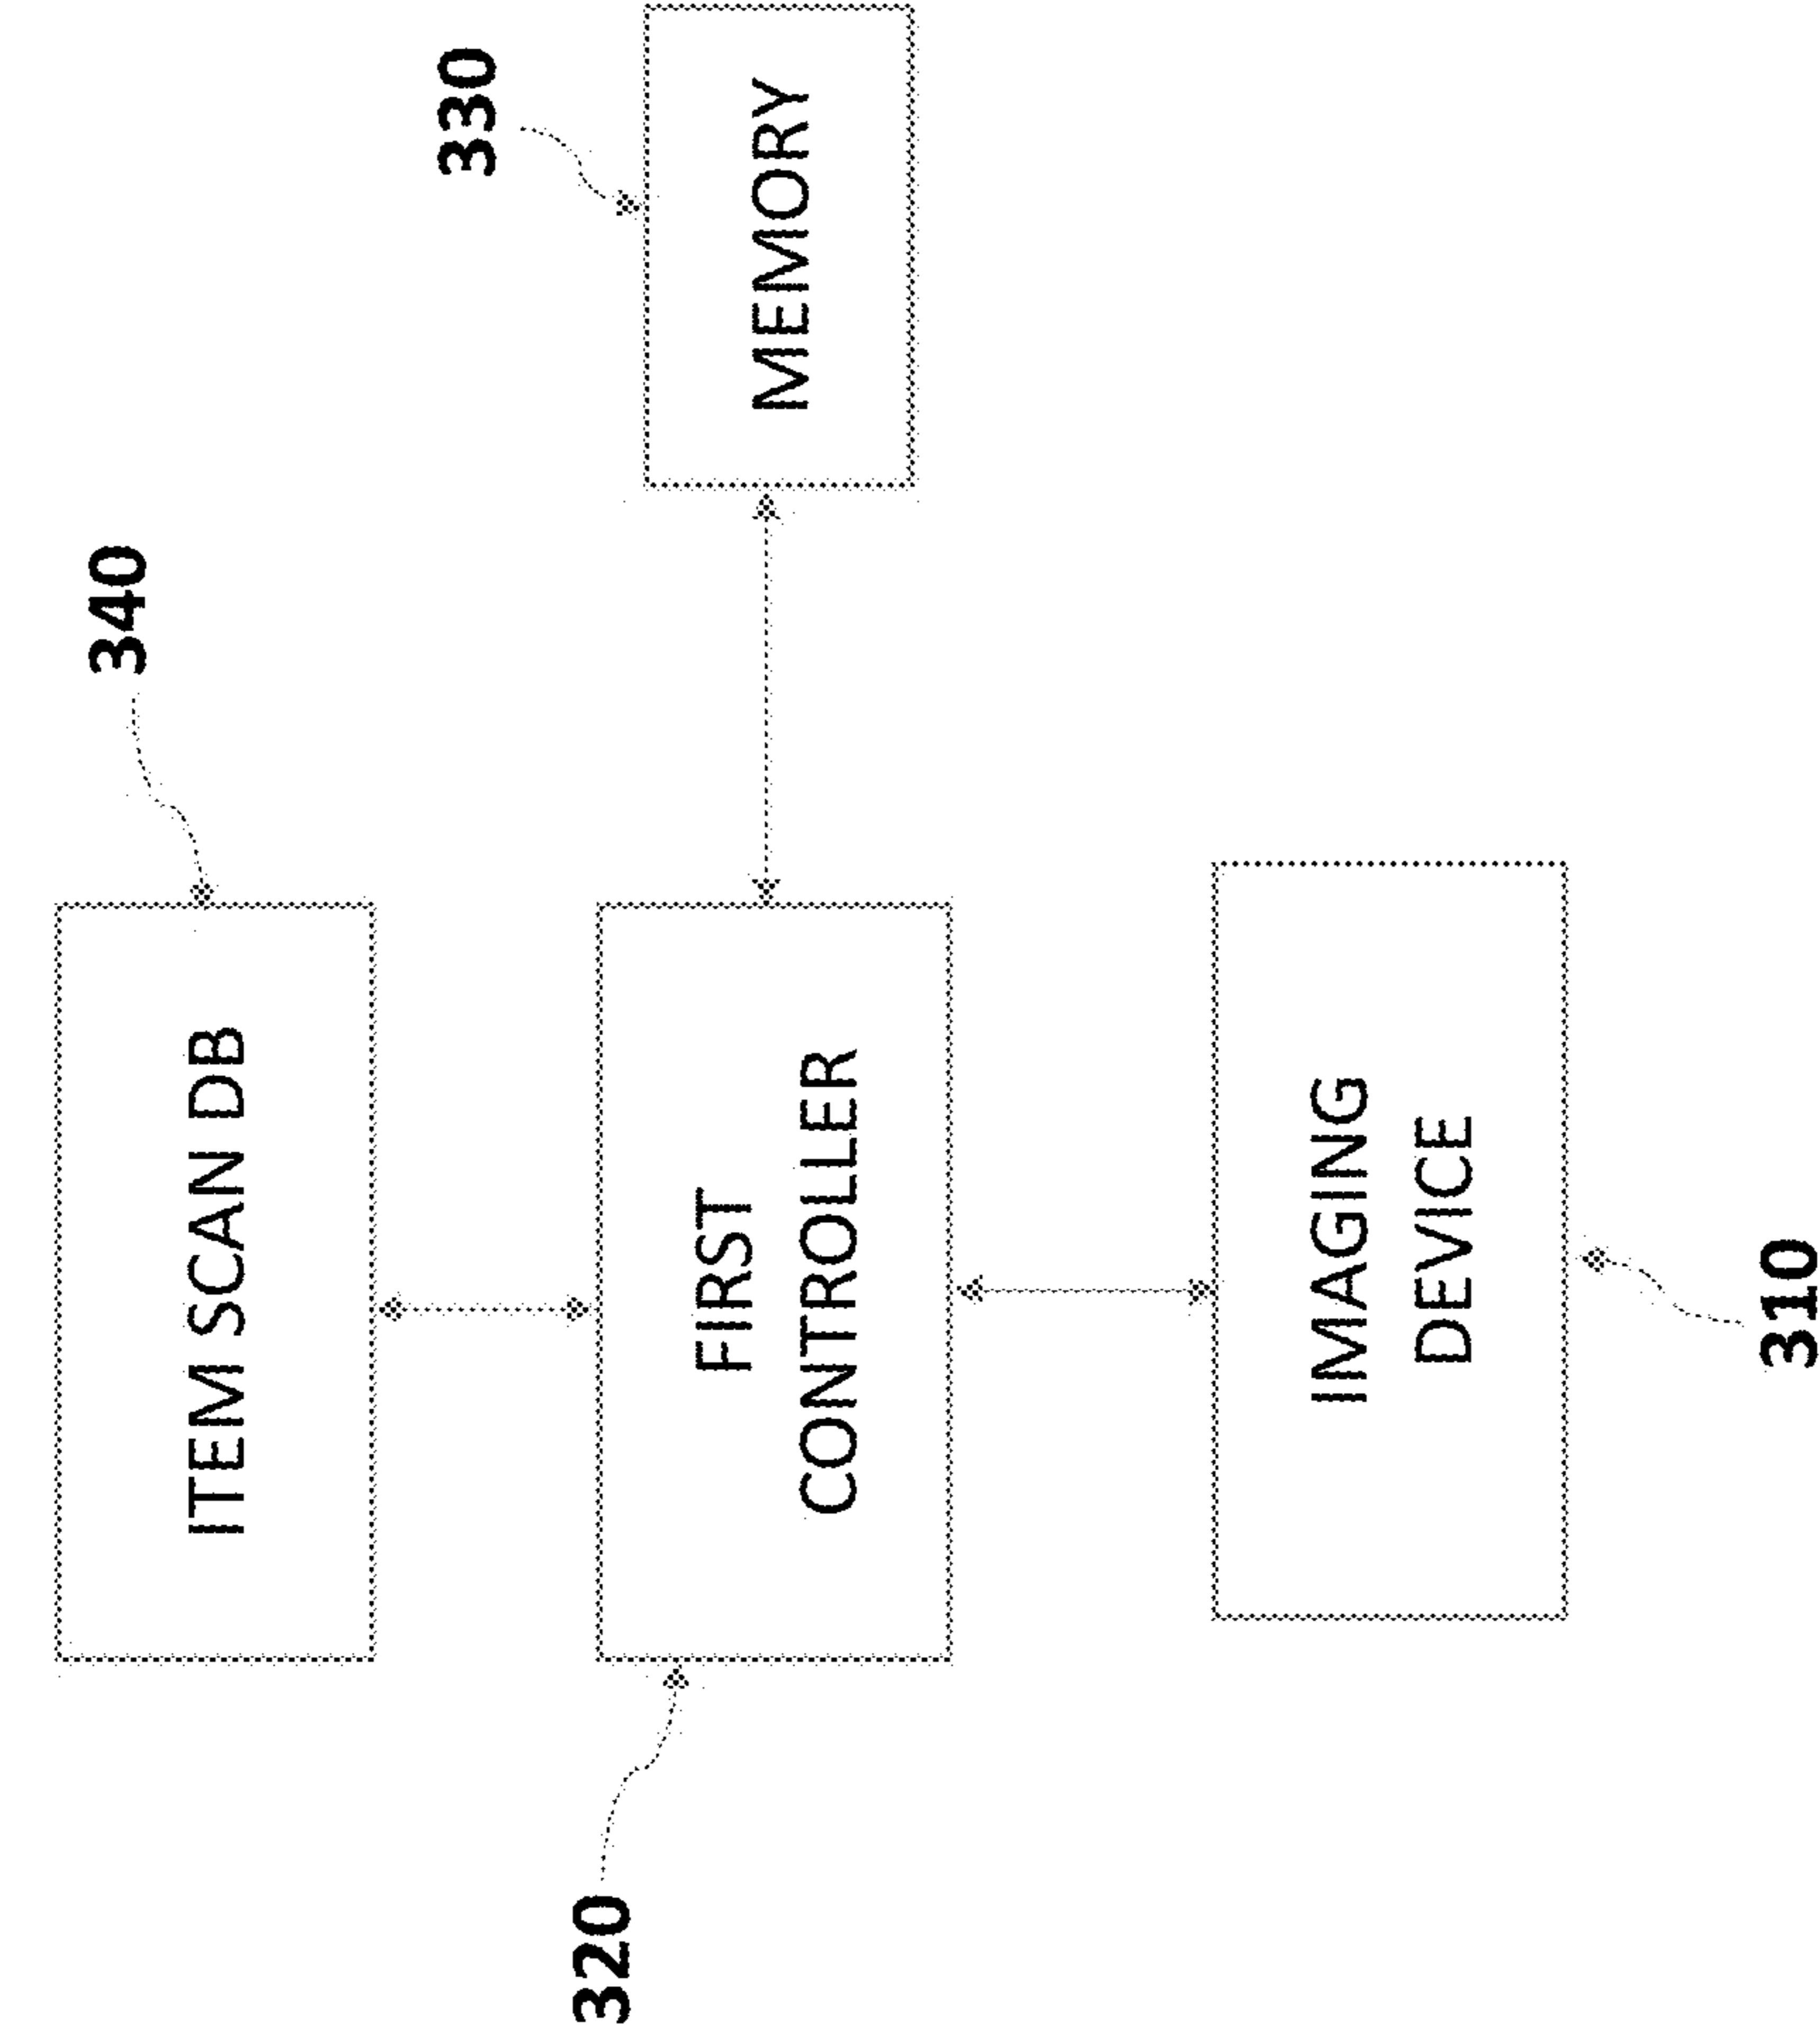 340
ITEM SCAN DB
330
MEMORY
320
FIRST
CONTROLLER
IMAGING
DEVICE
310